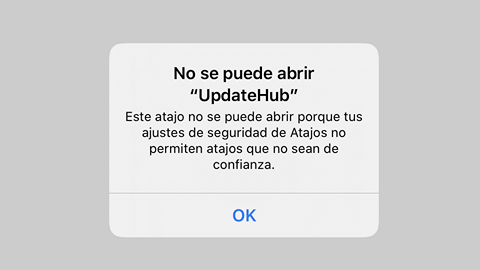 No se puede abrir
“UpdateHub”
Este atajo no se puede abrir porque tus
ajustes de seguridad de Atajos no
permiten atajos que no sean de
confianza.
OK